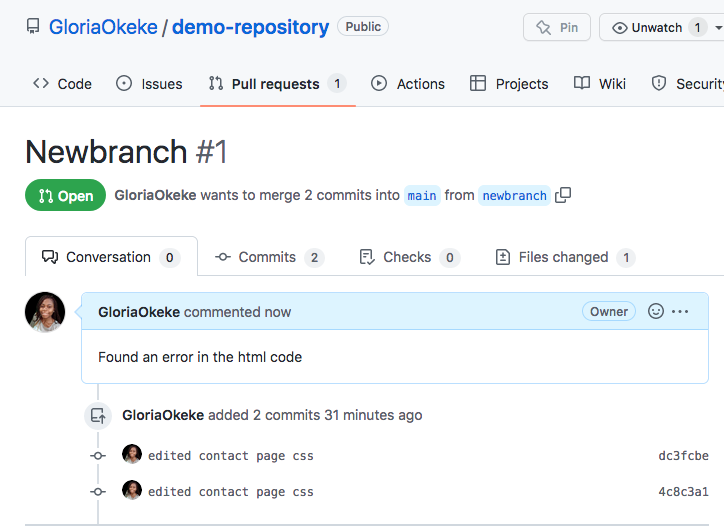 GloriaOkeke / demo-repository Public Pin Unwatch 1
Code Issues Pull requests 1 Actions Projects Wiki Security
Newbranch #1
Open GloriaOkeke wants to merge 2 commits into main from newbranch
Conversation 0 Commits 2 Checks 0 Files changed 1
GloriaOkeke commented now Owner
Found an error in the html code
GloriaOkeke added 2 commits 31 minutes ago
edited contact page css dc3fcbe
edited contact page css 4c8c3a1